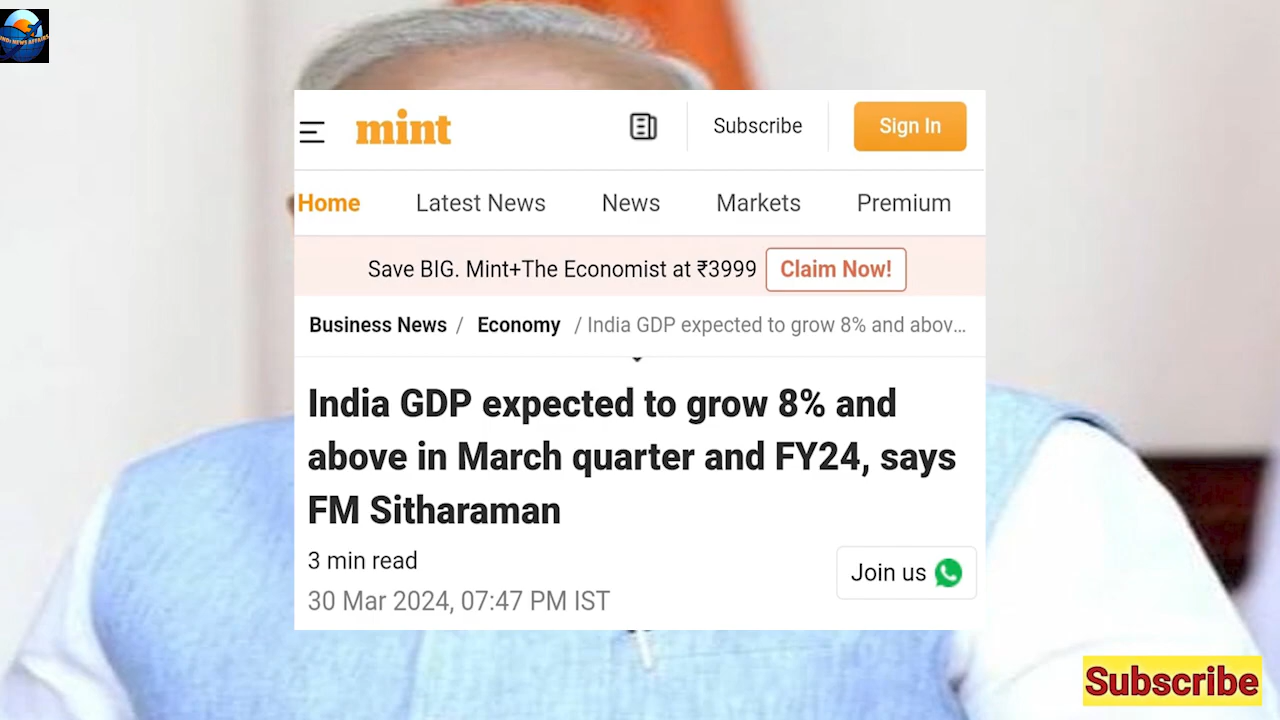 INDI NEWS AFFAIRS
mint
Subscribe
Sign In
Home
Latest News
News
Markets
Premium
Save BIG. Mint+The Economist at ₹3999
Claim Now!
Business News / Economy / India GDP expected to grow 8% and abov...
India GDP expected to grow 8% and
above in March quarter and FY24, says
FM Sitharaman
3 min read
Join us
30 Mar 2024, 07:47 PM IST
Subscribe